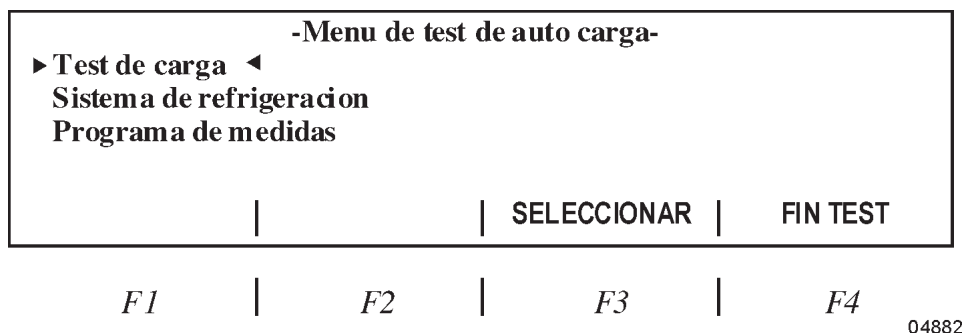 -Menu de test de auto carga-
▶ Test de carga ◀
Sistema de refrigeracion
Programa de medidas
SELECCIONAR | FIN TEST
F1 | F2 | F3 | F4
04882